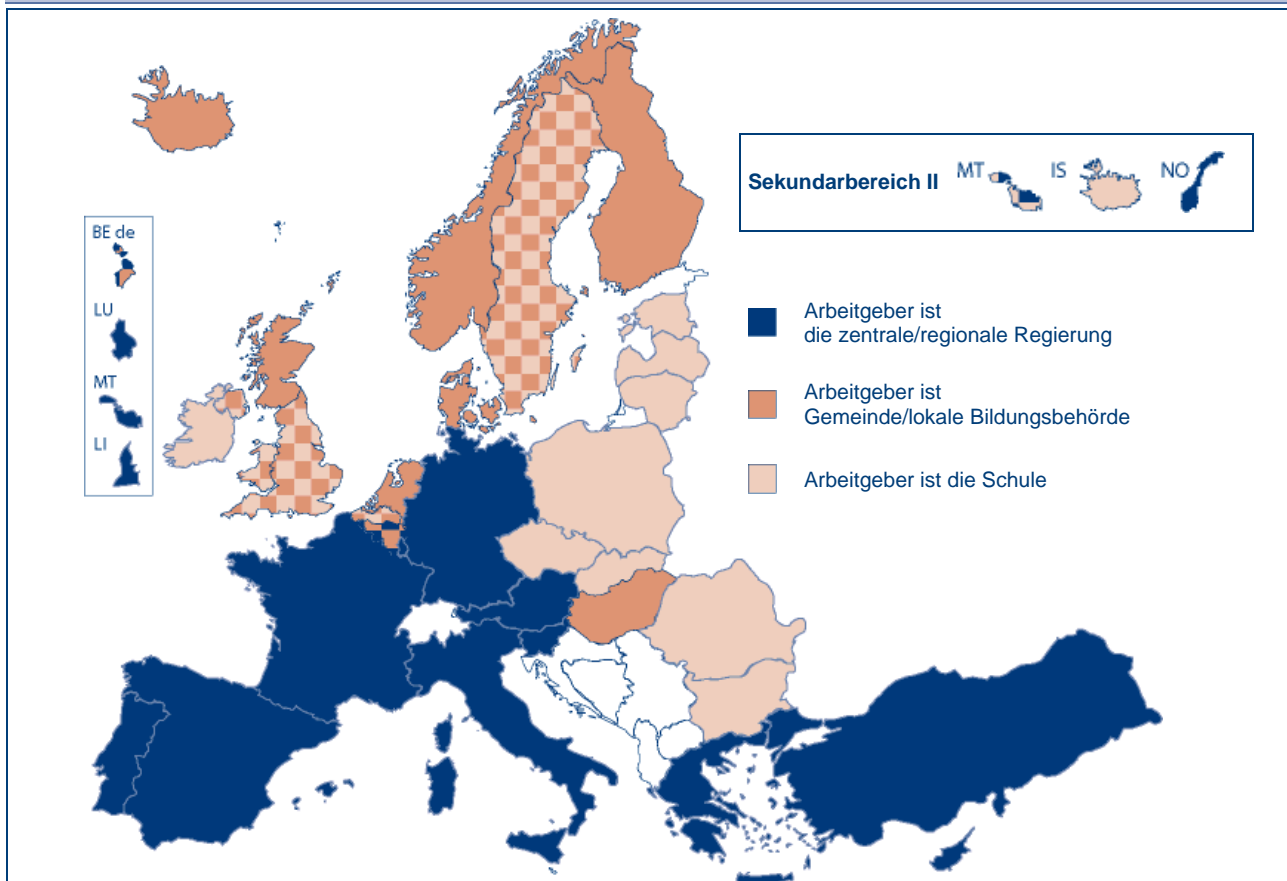 Sekundarbereich II
MT
IS
NO
BE de
LU
MT
LI
Arbeitgeber ist
die zentrale/regionale Regierung
Arbeitgeber ist
Gemeinde/lokale Bildungsbehörde
Arbeitgeber ist die Schule